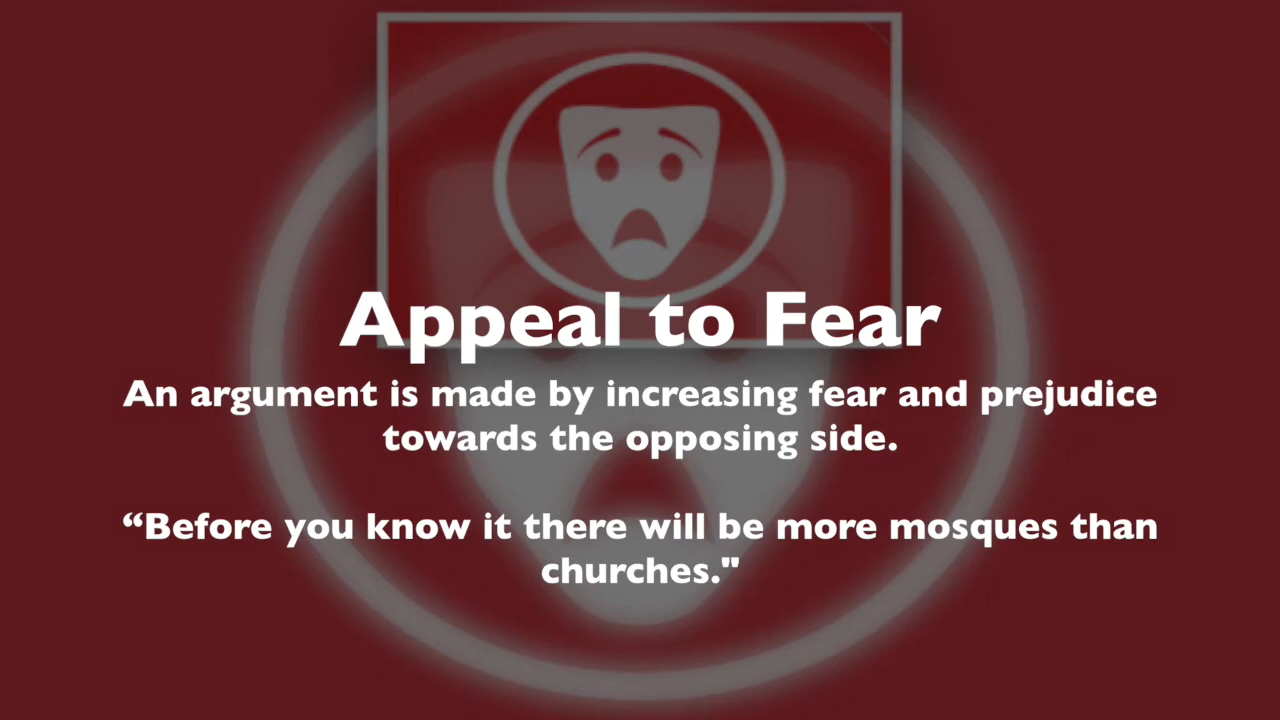 Appeal to Fear
An argument is made by increasing fear and prejudice
towards the opposing side.
“Before you know it there will be more mosques than
churches."